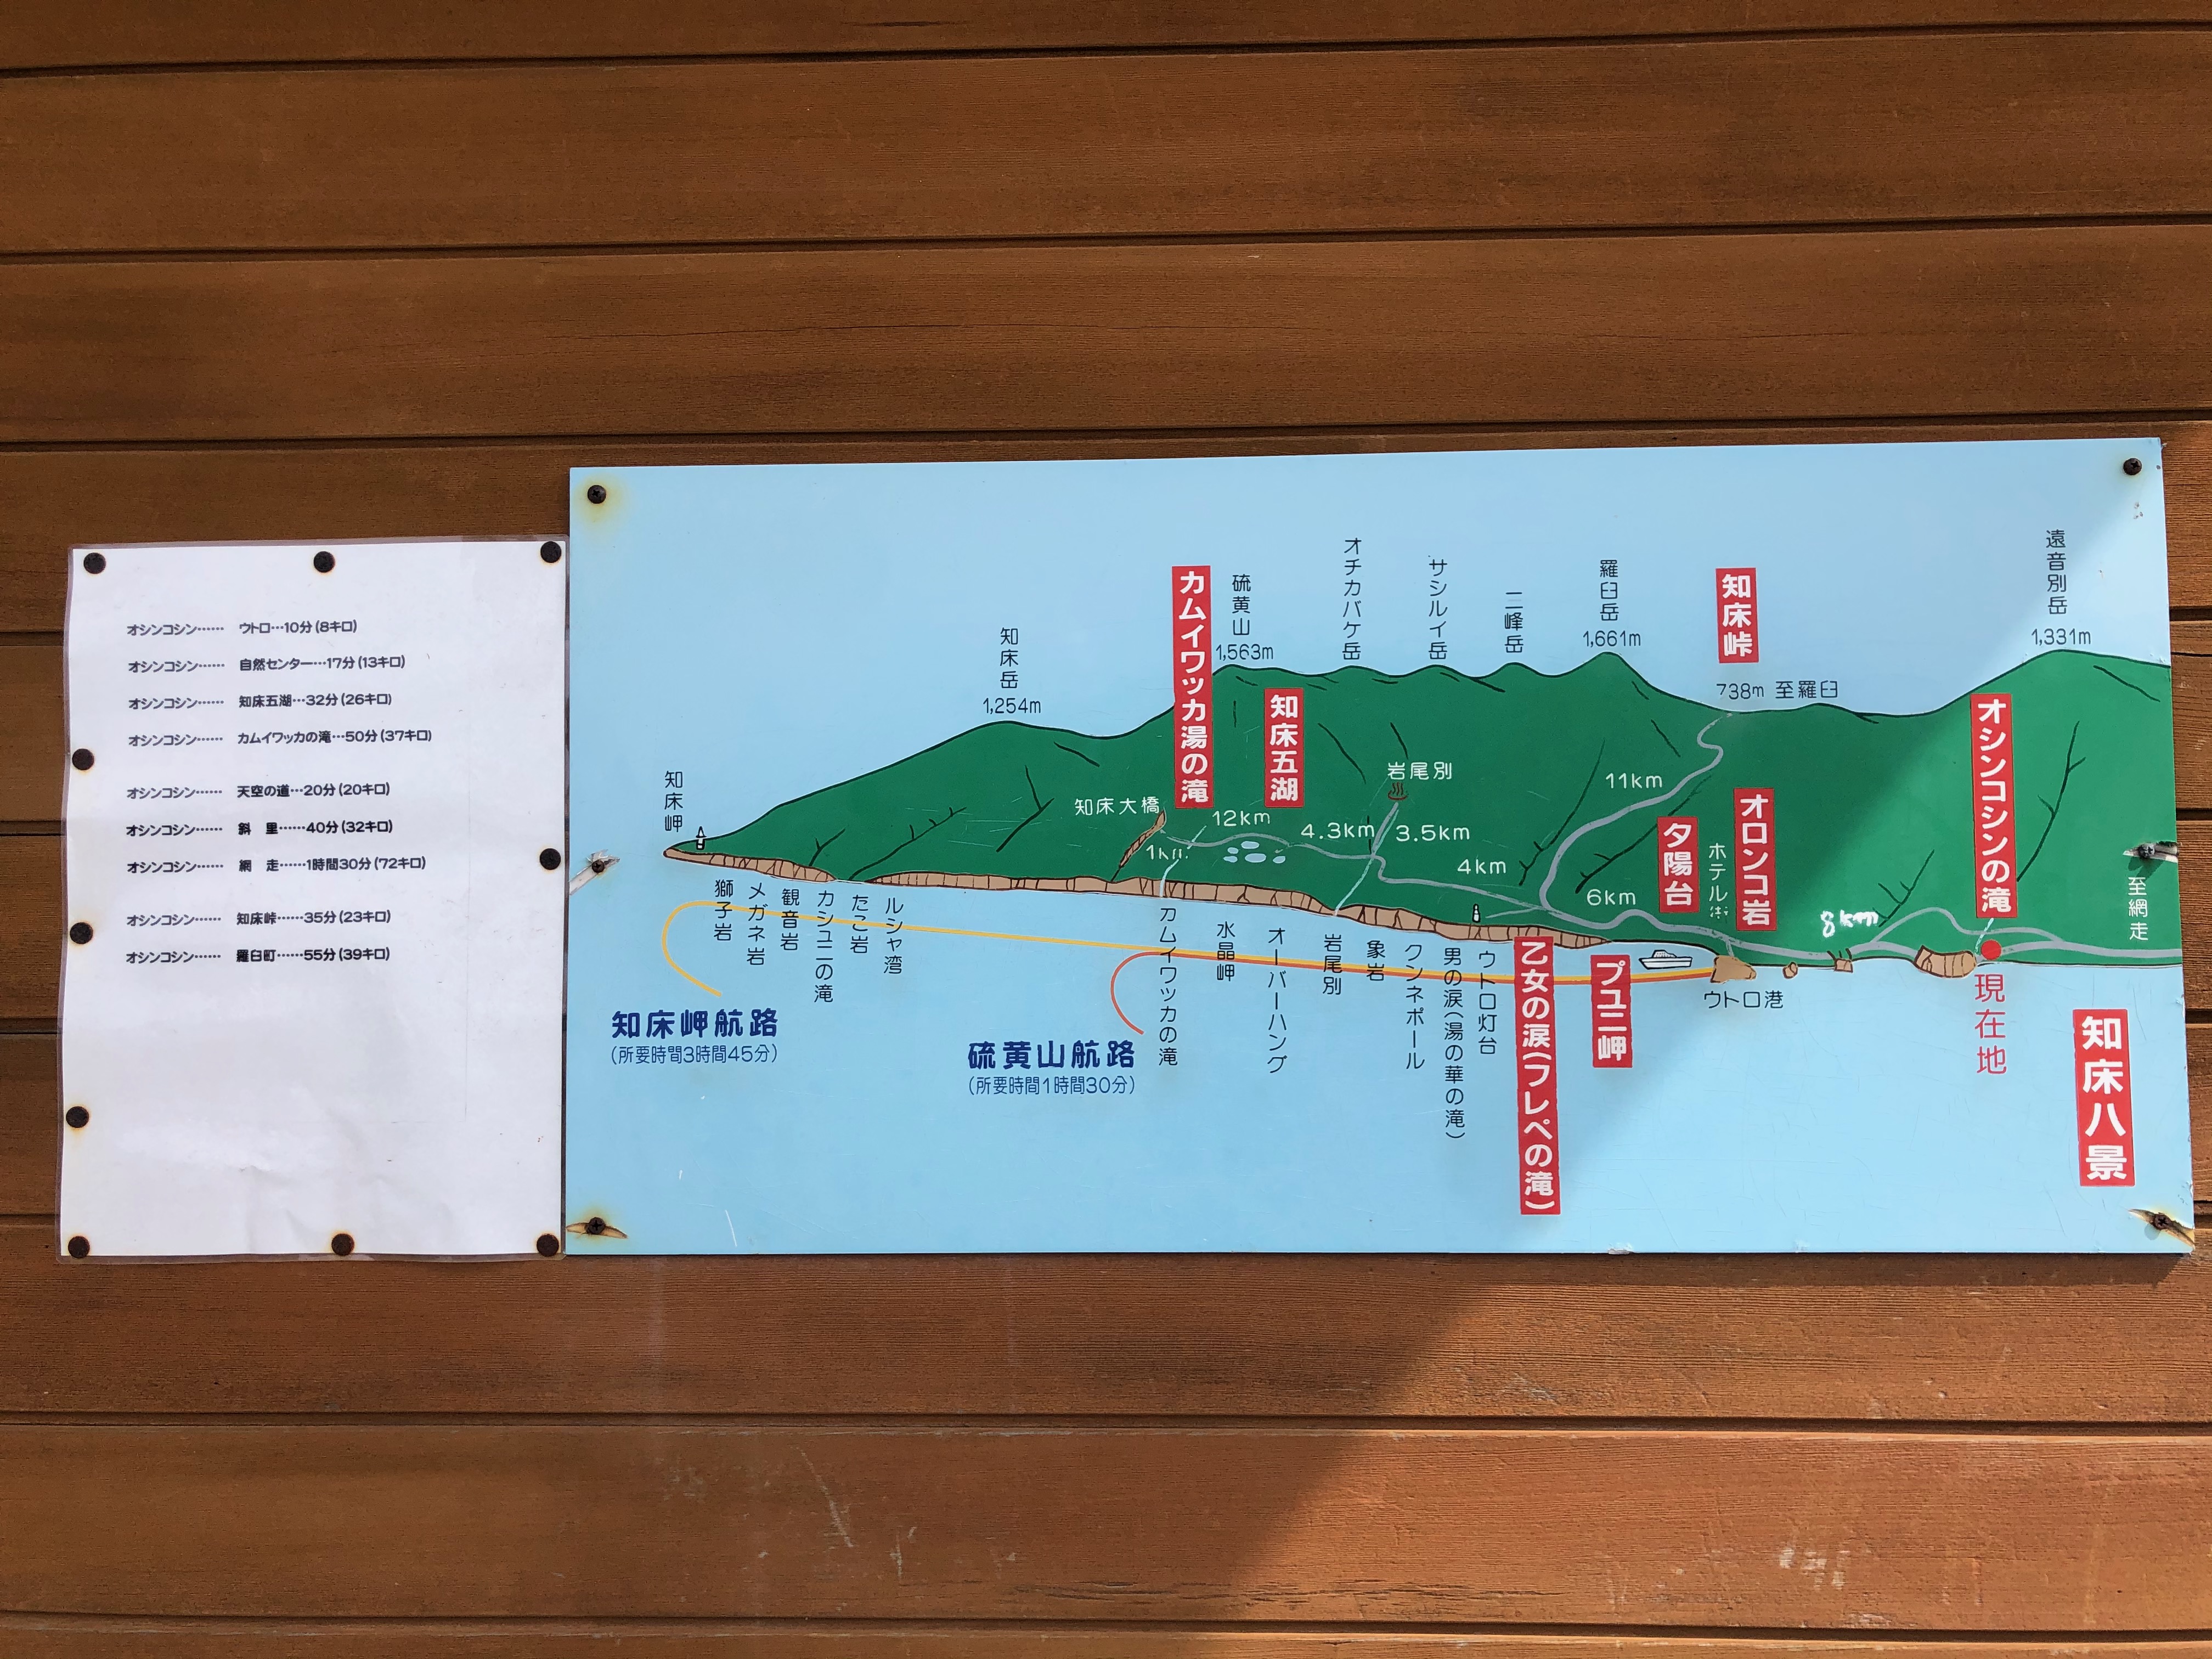 オシンコシン…… ウトロ…10分(8キロ)
オシンコシン…… 自然センター…17分(13キロ)
オシンコシン…… 知床五湖…32分(26キロ)
オシンコシン…… カムイワッカの滝…50分(37キロ)
オシンコシン…… 天空の道…20分(20キロ)
オシンコシン…… 斜 里……40分(32キロ)
オシンコシン…… 網 走……1時間30分(72キロ)
オシンコシン…… 知床峠……35分(23キロ)
オシンコシン…… 羅臼町……55分(39キロ)
知床岬
知床岳
1,254m
カムイワッカ湯の滝
硫黄山
1,563m
知床五湖
オチカバケ岳
サシルイ岳
二峰岳
羅臼岳
1,661m
知床峠
738m 至羅臼
遠音別岳
1,331m
知床大橋
1km
12km
4.3km
岩尾別
3.5km
4km
11km
6km
夕陽台
ホテル街
オロンコ岩
8km
オシンコシンの滝
至網走
獅子岩
メガネ岩
観音岩
カシュニの滝
たこ岩
ルシャ湾
カムイワッカの滝
水晶岬
オーバーハング
岩尾別
象岩
クンネポール
男の涙(湯の華の滝)
ウトロ灯台
乙女の涙(フレペの滝)
プユニ岬
ウトロ港
現在地
知床岬航路
(所要時間3時間45分)
硫黄山航路
(所要時間1時間30分)
知床八景